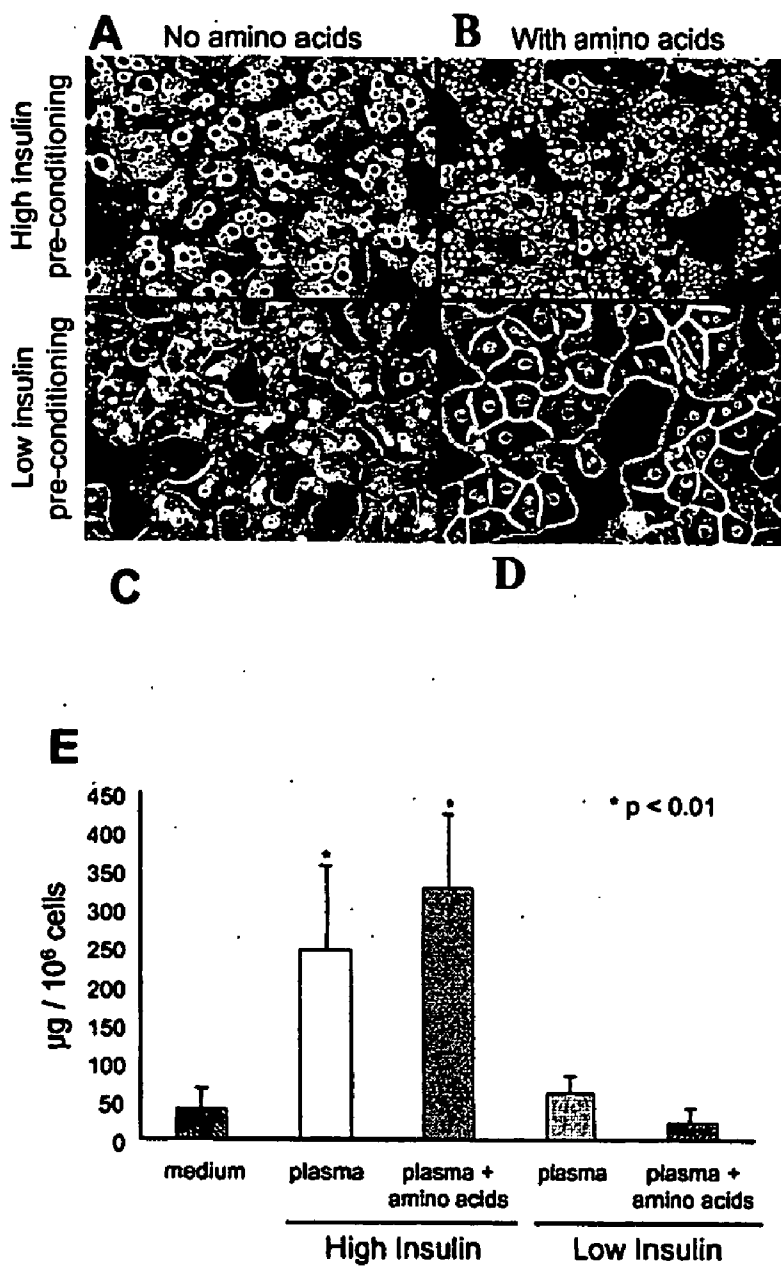 A
No amino acids
B
With amino acids
High insulin
pre-conditioning
Low insulin
pre-conditioning
C
D
E
450
400
350
300
250
200
150
100
50
0
µg / 10⁶ cells
*
*
* p < 0.01
medium
plasma
plasma +
amino acids
plasma
plasma +
amino acids
High Insulin
Low Insulin